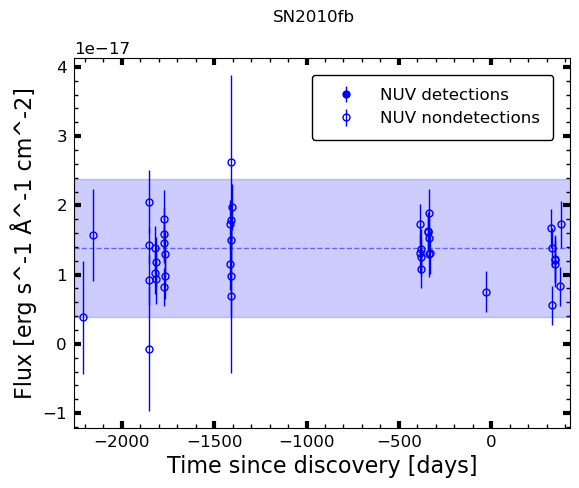 SN2010fb
1e−17
NUV detections
NUV nondetections
4
3
2
1
0
−1
Flux [erg s^-1 Å^-1 cm^-2]
−2000 −1500 −1000 −500 0
Time since discovery [days]